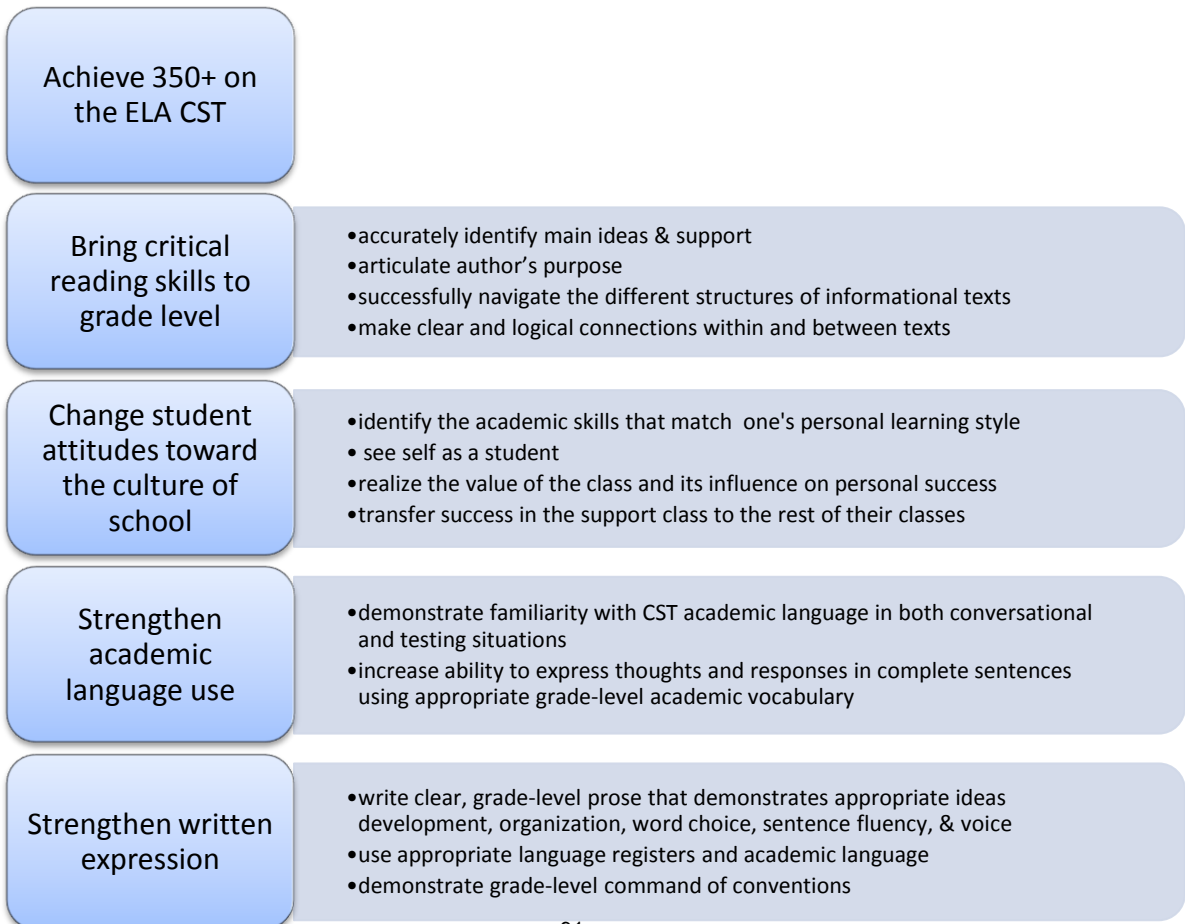 Achieve 350+ on
the ELA CST
Bring critical
reading skills to
grade level
•accurately identify main ideas & support
•articulate author’s purpose
•successfully navigate the different structures of informational texts
•make clear and logical connections within and between texts
Change student
attitudes toward
the culture of
school
•identify the academic skills that match  one's personal learning style
• see self as a student
•realize the value of the class and its influence on personal success
•transfer success in the support class to the rest of their classes
Strengthen
academic
language use
•demonstrate familiarity with CST academic language in both conversational
and testing situations
•increase ability to express thoughts and responses in complete sentences
using appropriate grade-level academic vocabulary
Strengthen written
expression
•write clear, grade-level prose that demonstrates appropriate ideas
development, organization, word choice, sentence fluency, & voice
•use appropriate language registers and academic language
•demonstrate grade-level command of conventions